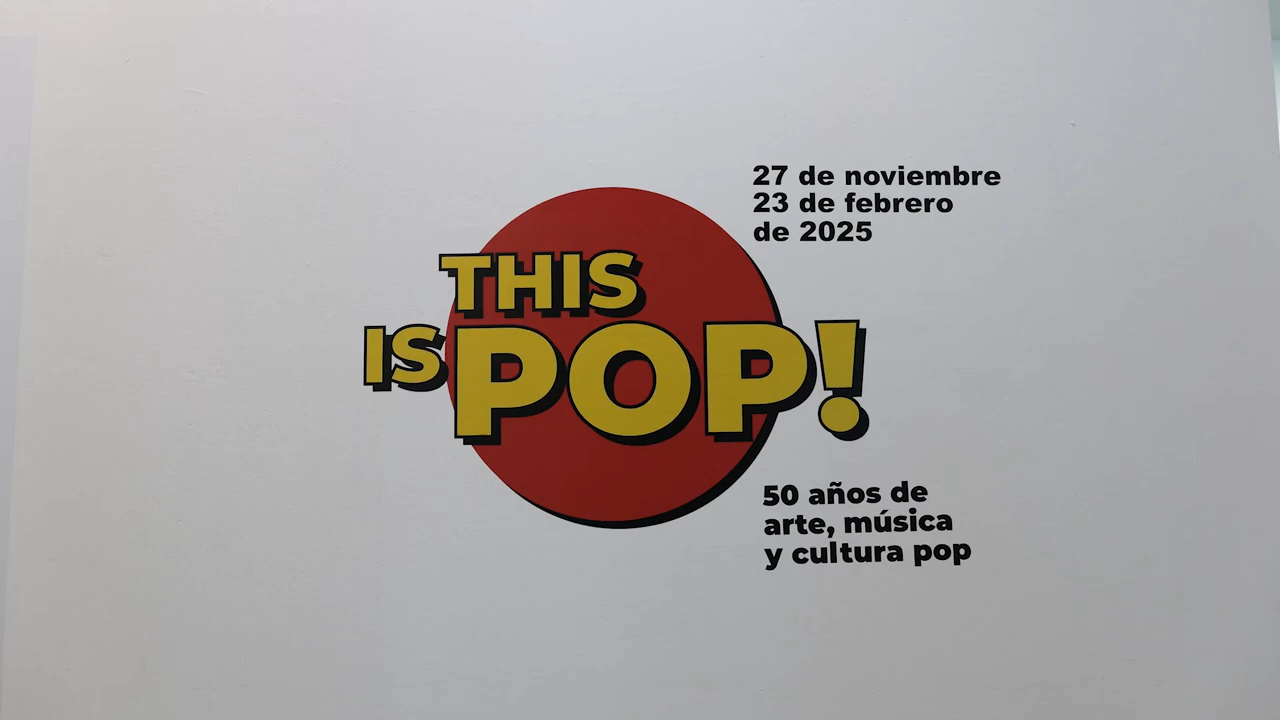 27 de noviembre
23 de febrero
de 2025
THIS
IS POP!
50 años de
arte, música
y cultura pop